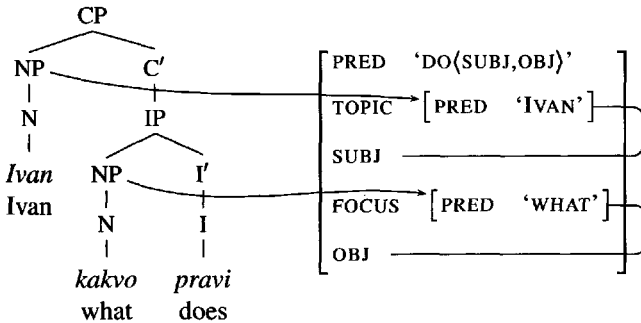 CP
NP C′
N IP
Ivan NP I′
Ivan N I
kakvo pravi
what does
PRED ‘DO⟨SUBJ,OBJ⟩’
TOPIC [PRED ‘IVAN’]
SUBJ
FOCUS [PRED ‘WHAT’]
OBJ